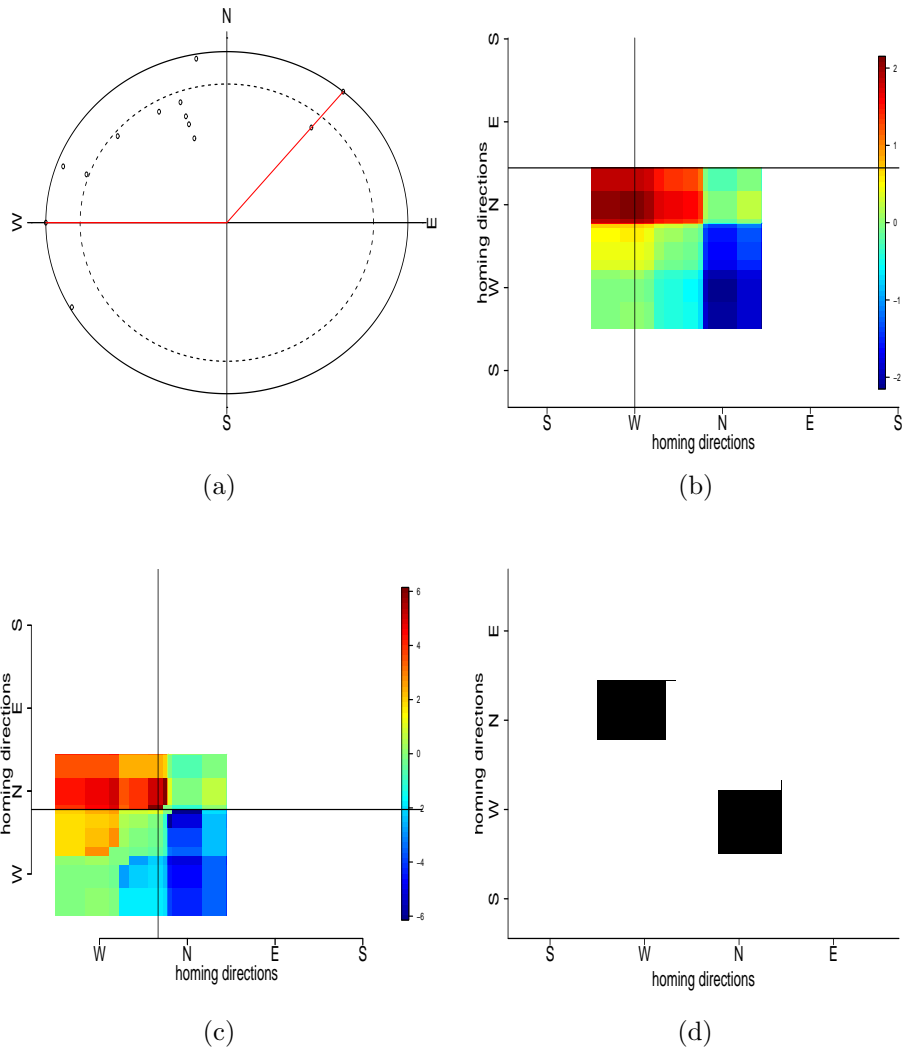 N
W
E
S
(a)
S
E
N
W
S
homing directions
S
W
N
E
S
homing directions
2
1
0
−1
−2
(b)
S
E
N
W
homing directions
W
N
E
S
homing directions
6
4
2
0
−2
−4
−6
(c)
E
N
W
S
homing directions
S
W
N
E
homing directions
(d)